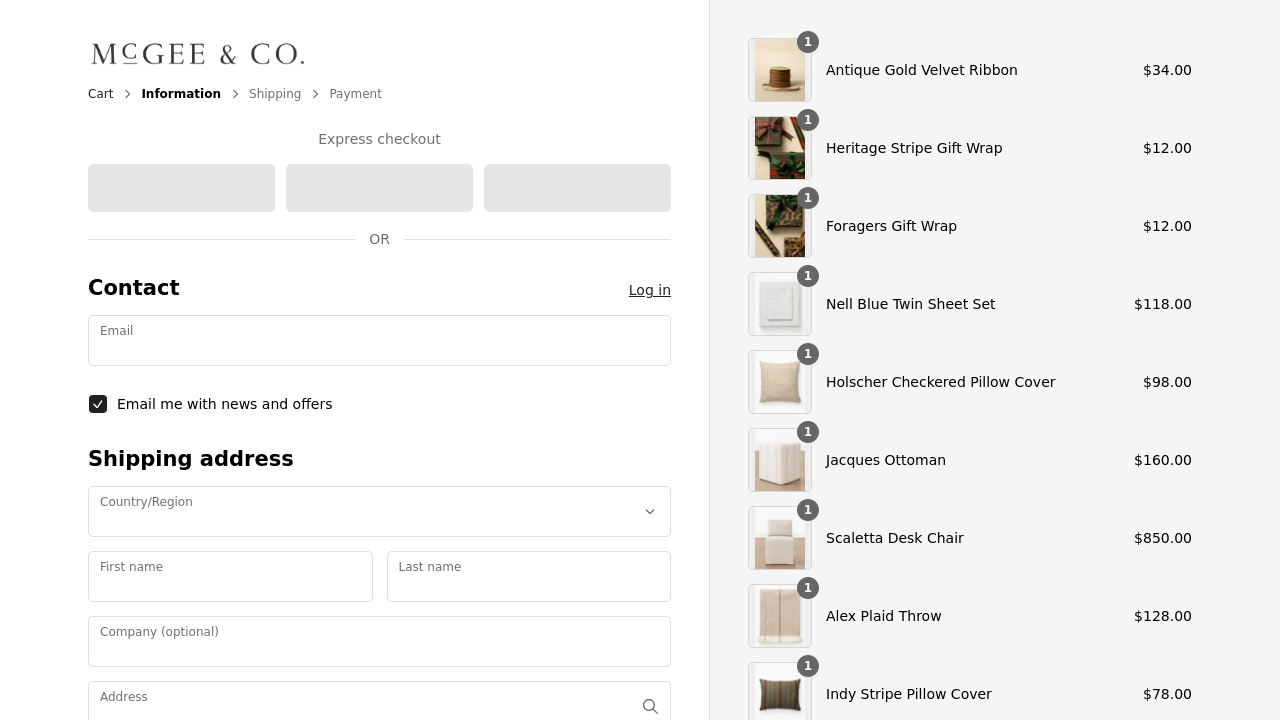 McGEE & CO.
Cart > Information > Shipping > Payment
Express checkout
OR
Contact
Log in
Email
Email me with news and offers
Shipping address
Country/Region
First name
Last name
Company (optional)
Address
1
Antique Gold Velvet Ribbon
$34.00
1
Heritage Stripe Gift Wrap
$12.00
1
Foragers Gift Wrap
$12.00
1
Nell Blue Twin Sheet Set
$118.00
1
Holscher Checkered Pillow Cover
$98.00
1
Jacques Ottoman
$160.00
1
Scaletta Desk Chair
$850.00
1
Alex Plaid Throw
$128.00
1
Indy Stripe Pillow Cover
$78.00